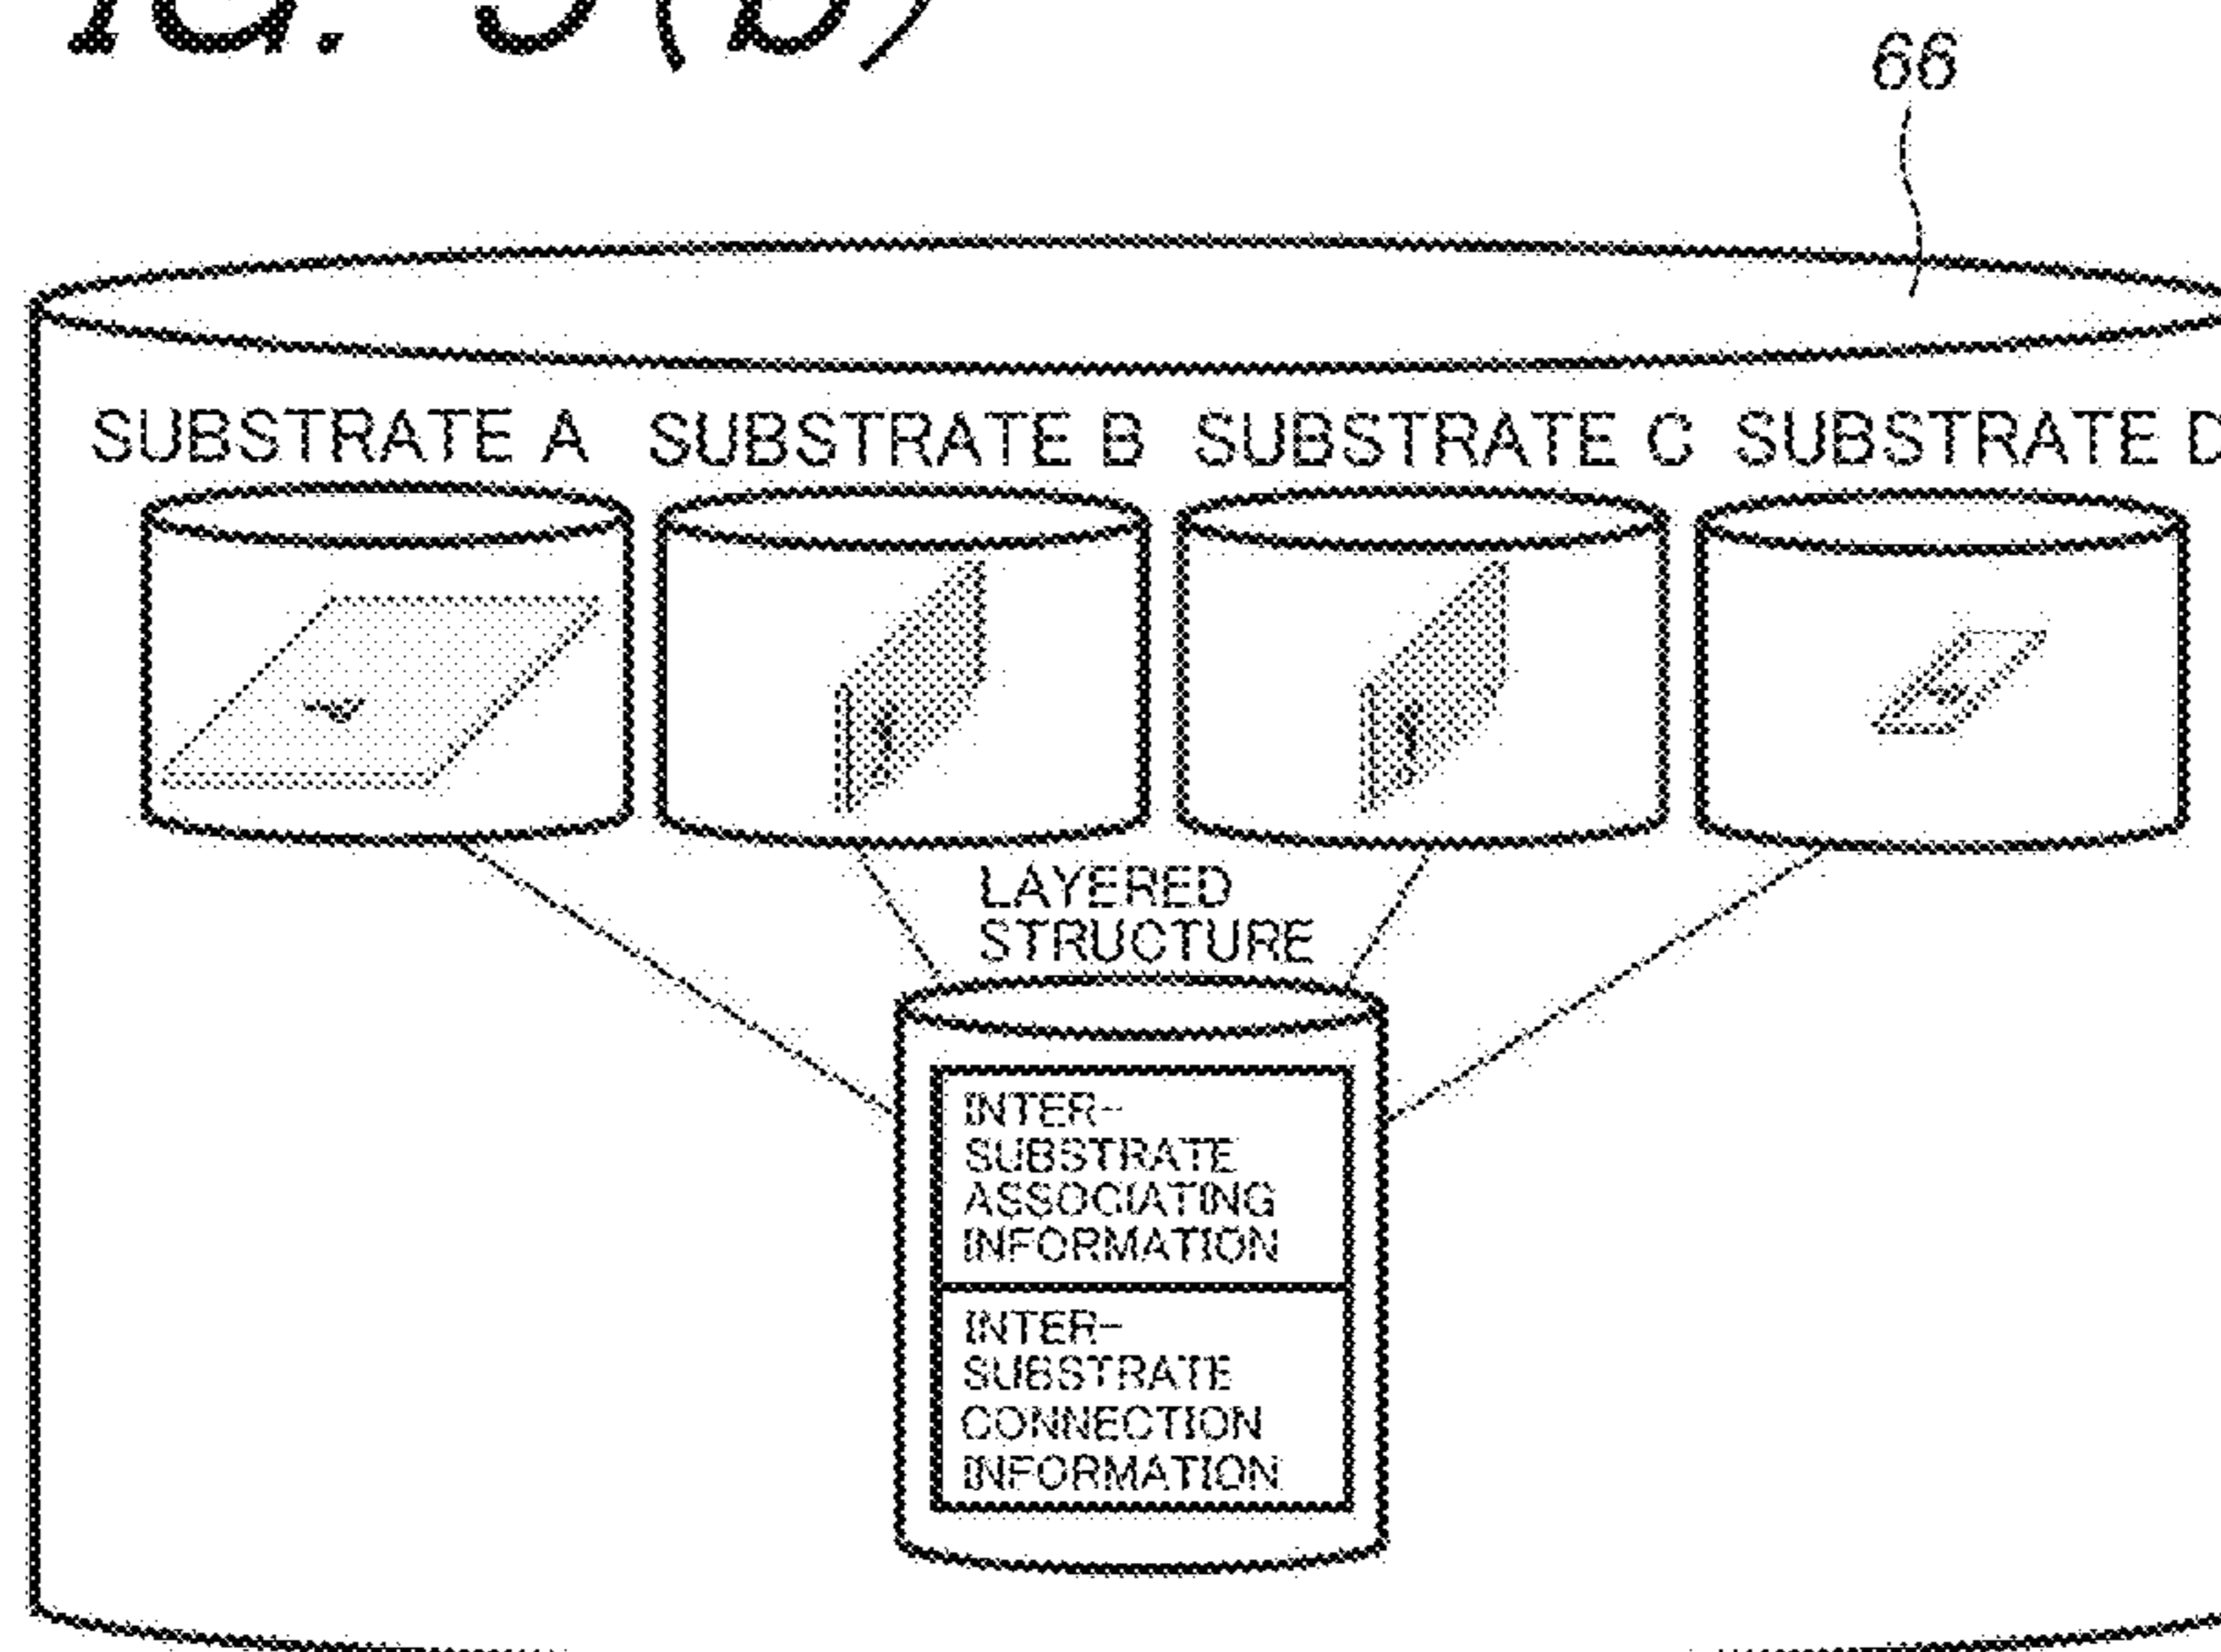 66
SUBSTRATE A SUBSTRATE B SUBSTRATE C SUBSTRATE D
LAYERED
STRUCTURE
INTER-
SUBSTRATE
ASSOCIATING
INFORMATION
INTER-
SUBSTRATE
CONNECTION
INFORMATION